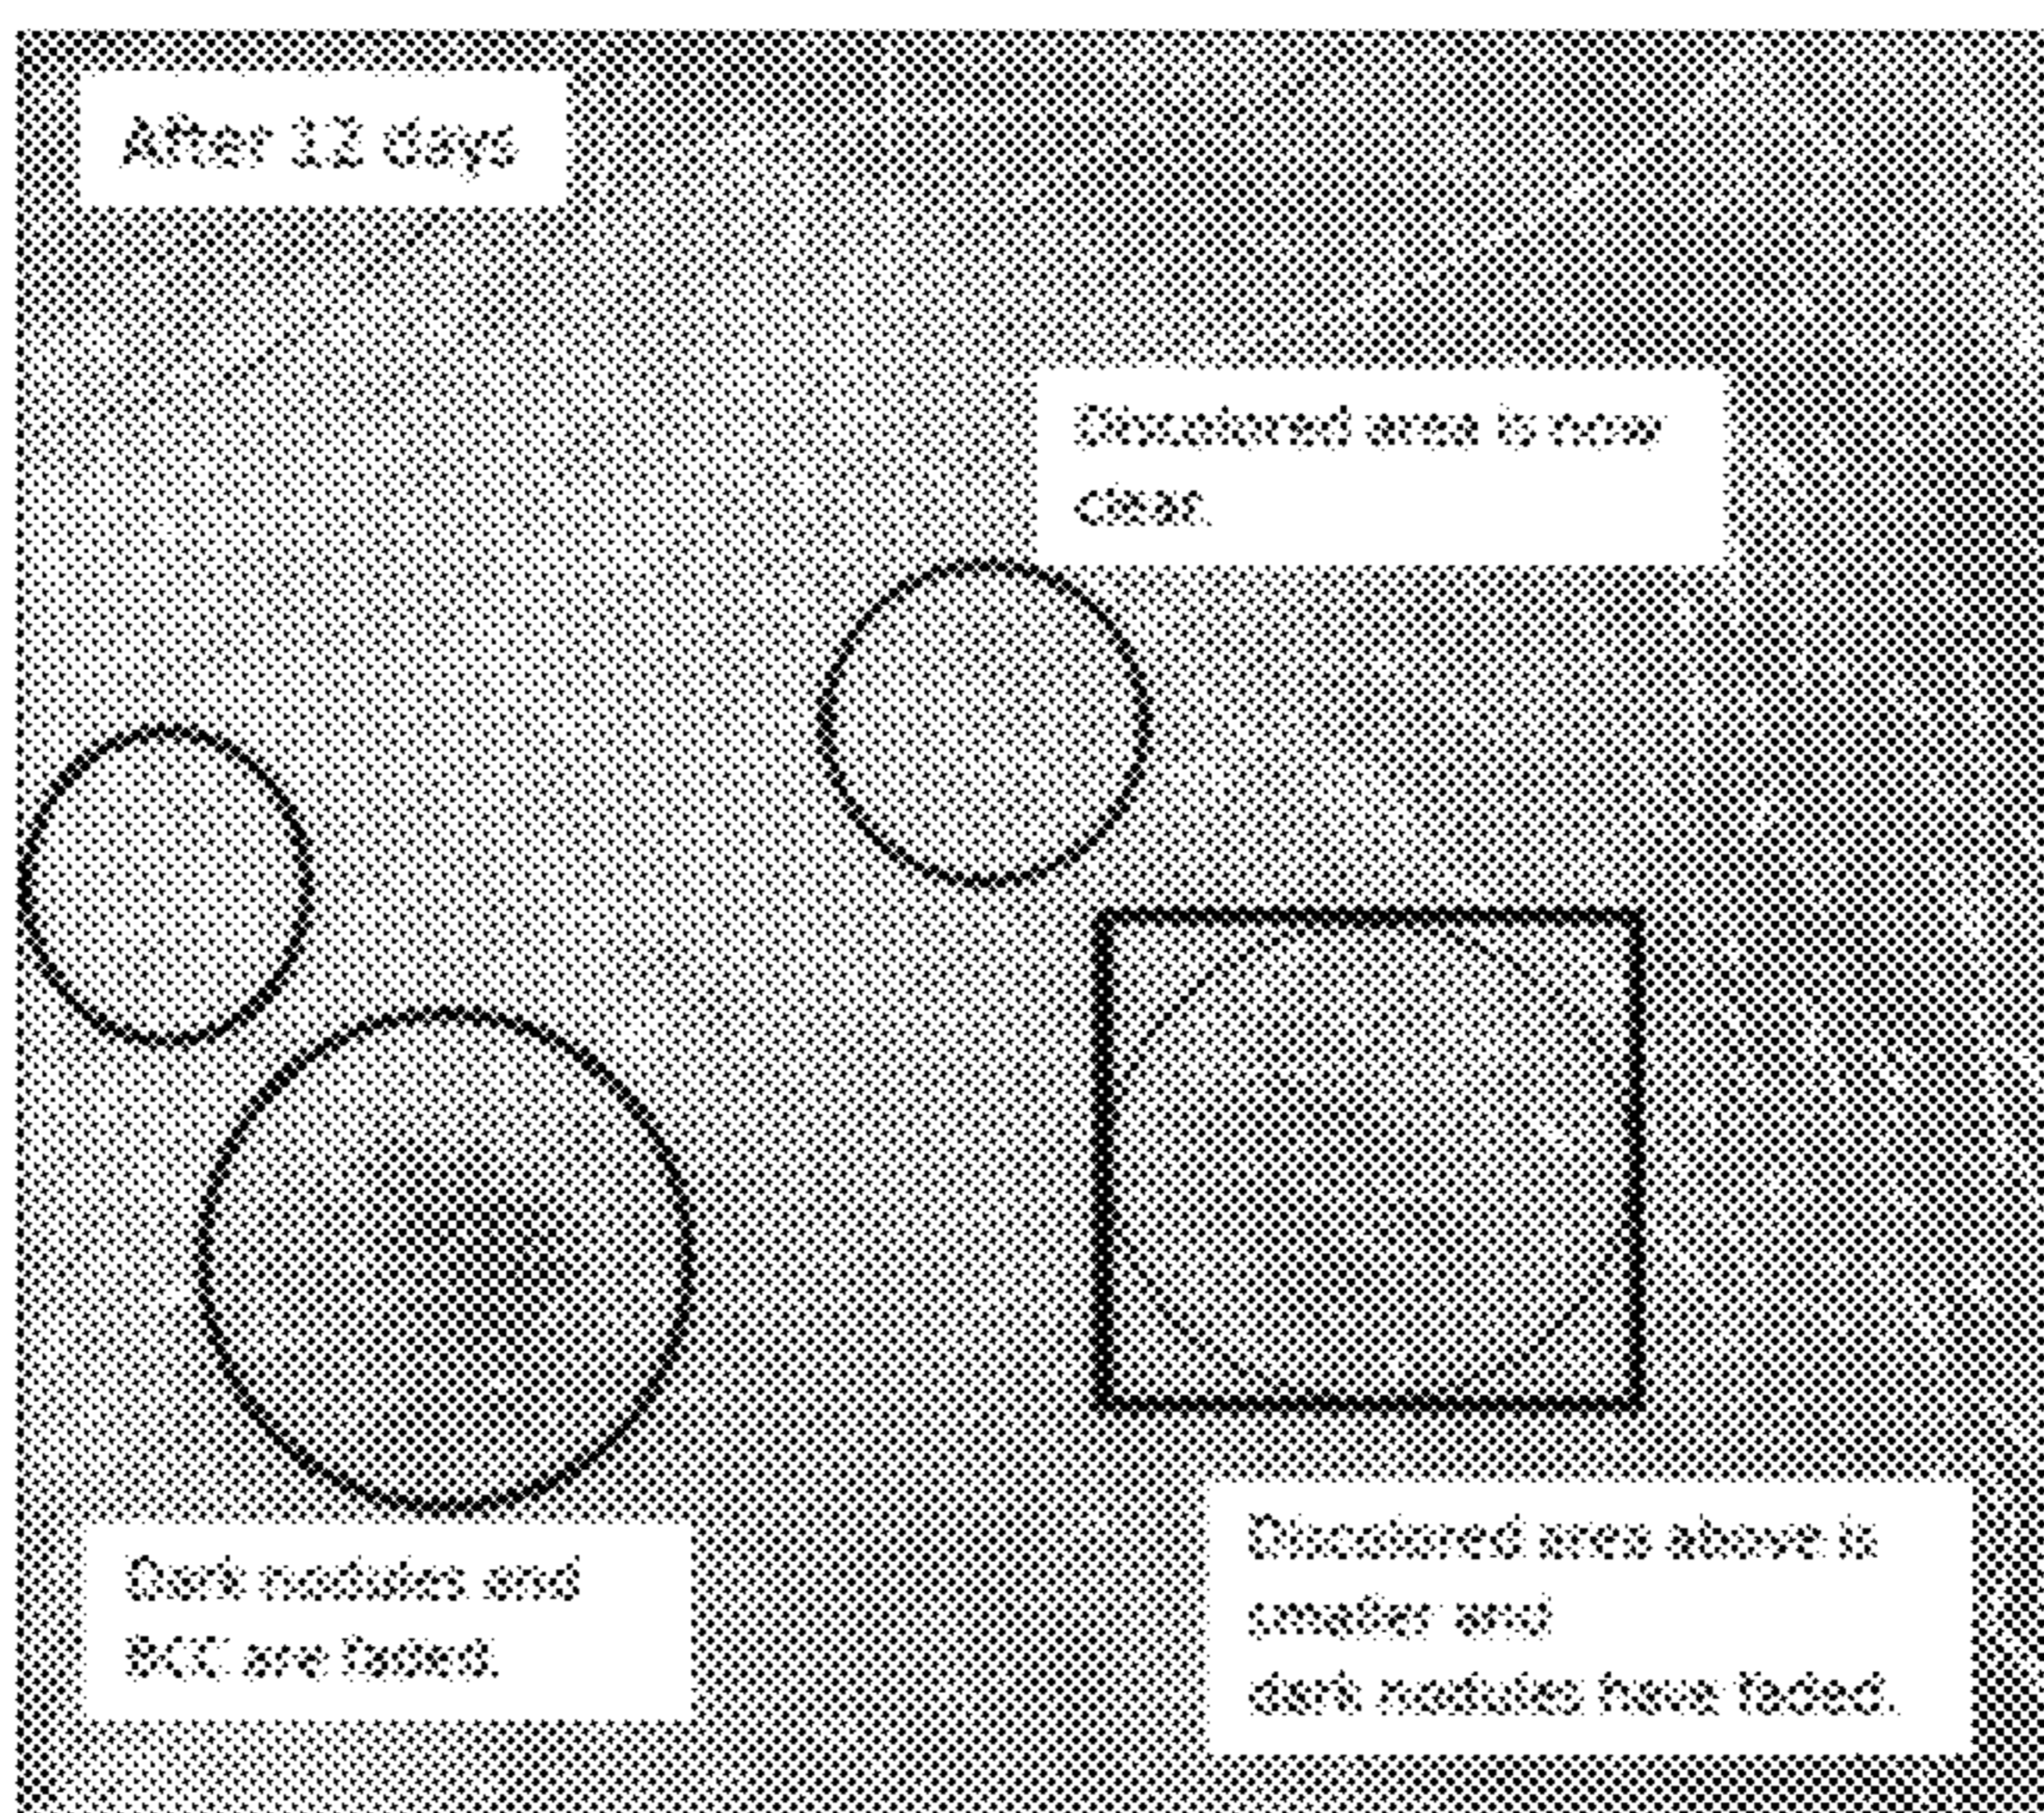 After 12 days
Discolored area is now
clear.
Dark nodules and
BCC are faded.
Discolored area above is
smaller and
dark nodules have faded.